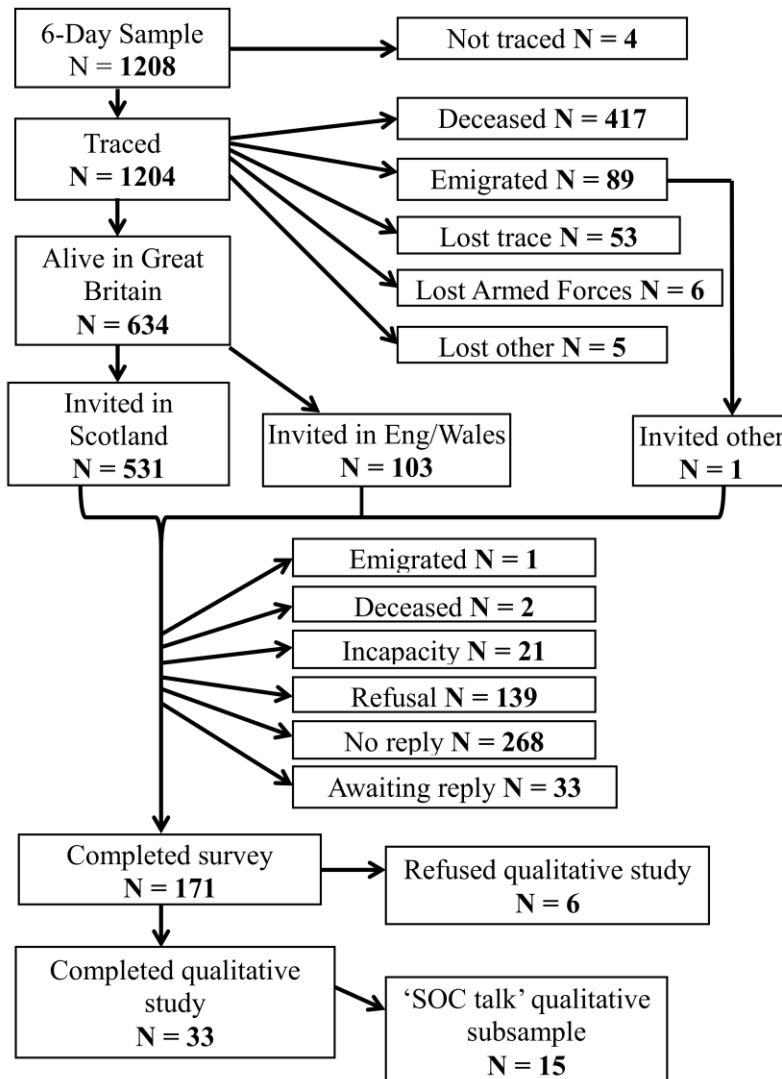 6-Day Sample
N = 1208
Not traced N = 4
Traced
N = 1204
Deceased N = 417
Emigrated N = 89
Lost trace N = 53
Lost Armed Forces N = 6
Lost other N = 5
Alive in Great
Britain
N = 634
Invited in
Scotland
N = 531
Invited in Eng/Wales
N = 103
Invited other
N = 1
Emigrated N = 1
Deceased N = 2
Incapacity N = 21
Refusal N = 139
No reply N = 268
Awaiting reply N = 33
Completed survey
N = 171
Refused qualitative study
N = 6
Completed qualitative
study
N = 33
‘SOC talk’ qualitative
subsample
N = 15